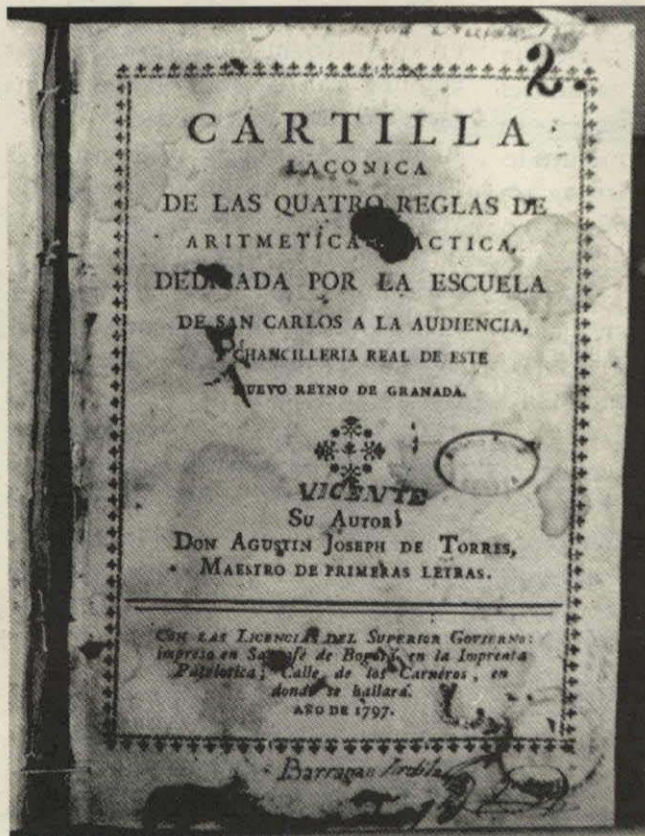 2.
CARTILLA
LACONICA
DE LAS QUATRO REGLAS DE
ARITMETICA
DEDICADA POR LA ESCUELA
DE SAN CARLOS A LA AUDIENCIA,
CHANCILLERIA REAL DE ESTE
NUEVO REYNO DE GRANADA.
VICENTE
SU AUTOR
DON AGUSTIN JOSEPH DE TORRES,
MAESTRO DE PRIMERAS LETRAS.
CON LAS LICENCIAS DEL SUPERIOR GOVIERNO:
impreso en Santafé de Bogotá, en la Imprenta
Patriotica; Calle de los Carneros, en
donde se hallará.
AÑO DE 1797.
Barragan